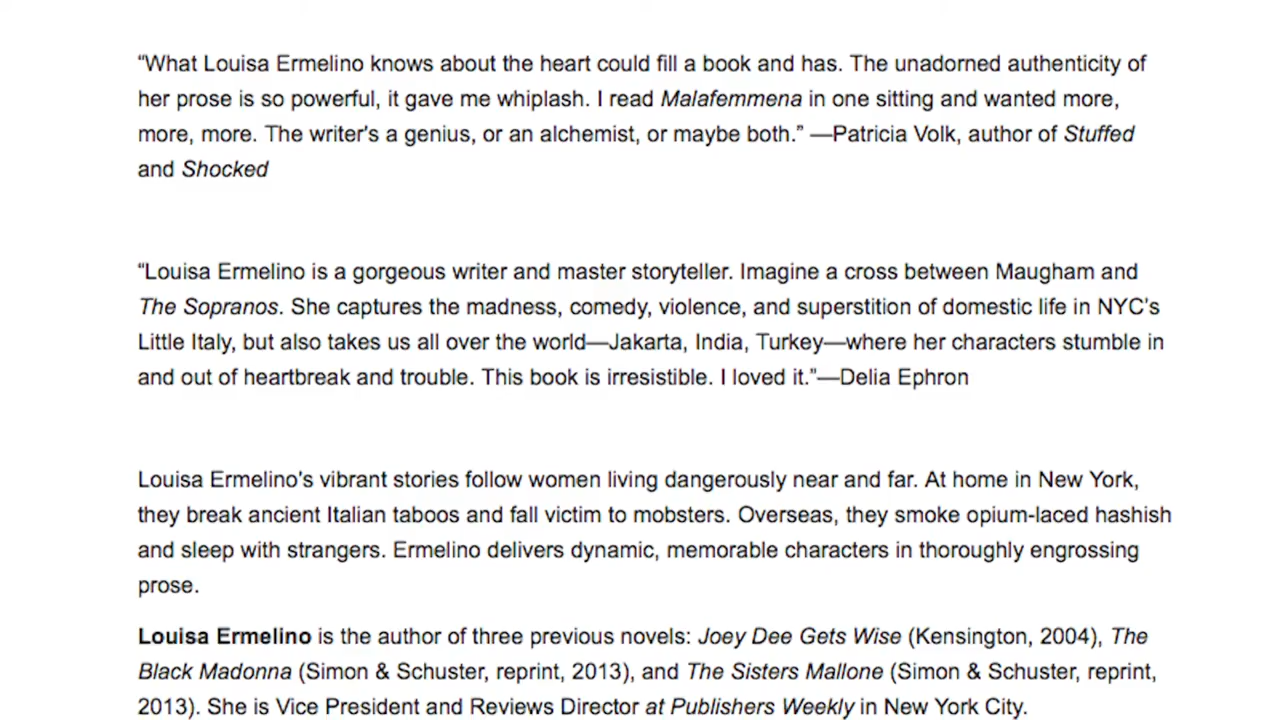 “What Louisa Ermelino knows about the heart could fill a book and has. The unadorned authenticity of
her prose is so powerful, it gave me whiplash. I read Malafemmena in one sitting and wanted more,
more, more. The writer's a genius, or an alchemist, or maybe both.” —Patricia Volk, author of Stuffed
and Shocked
“Louisa Ermelino is a gorgeous writer and master storyteller. Imagine a cross between Maugham and
The Sopranos. She captures the madness, comedy, violence, and superstition of domestic life in NYC's
Little Italy, but also takes us all over the world—Jakarta, India, Turkey—where her characters stumble in
and out of heartbreak and trouble. This book is irresistible. I loved it.”—Delia Ephron
Louisa Ermelino's vibrant stories follow women living dangerously near and far. At home in New York,
they break ancient Italian taboos and fall victim to mobsters. Overseas, they smoke opium-laced hashish
and sleep with strangers. Ermelino delivers dynamic, memorable characters in thoroughly engrossing
prose.
Louisa Ermelino is the author of three previous novels: Joey Dee Gets Wise (Kensington, 2004), The
Black Madonna (Simon & Schuster, reprint, 2013), and The Sisters Mallone (Simon & Schuster, reprint,
2013). She is Vice President and Reviews Director at Publishers Weekly in New York City.